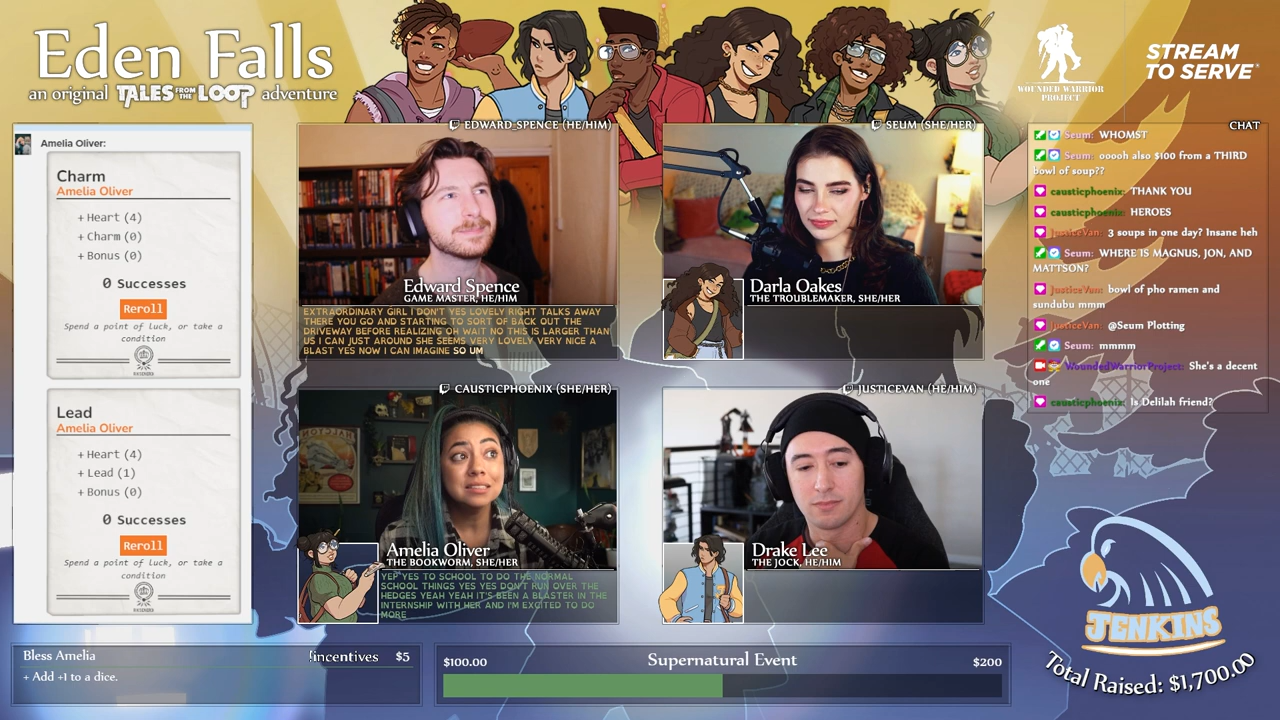 Eden Falls
an original TALES FROM THE LOOP adventure
WOUNDED WARRIOR
PROJECT
STREAM
TO SERVE
Amelia Oliver:
Charm
Amelia Oliver
+ Heart (4)
+ Charm (0)
+ Bonus (0)
0 Successes
Reroll
Spend a point of luck, or take a
condition
Lead
Amelia Oliver
+ Heart (4)
+ Lead (1)
+ Bonus (0)
0 Successes
Reroll
Spend a point of luck, or take a
condition
EDWARD_SPENCE (HE/HIM)
Edward Spence
GAME MASTER, HE/HIM
EXTRAORDINARY GIRL I DON'T YES LOVELY RIGHT TALKS AWAY
THERE YOU GO AND STARTING TO SORT OF BACK OUT THE
DRIVEWAY BEFORE REALIZING OH WAIT NO THIS IS LARGER THAN
US I CAN JUST AROUND SHE SEEMS VERY LOVELY VERY NICE A
BLAST YES NOW I CAN IMAGINE SO UM
SEUM (SHE/HER)
Darla Oakes
THE TROUBLEMAKER, SHE/HER
CAUSTICPHOENIX (SHE/HER)
Amelia Oliver
THE BOOKWORM, SHE/HER
YEP YES TO SCHOOL TO DO THE NORMAL
SCHOOL THINGS YES YES DON'T RUN OVER THE
HEDGES YEAH YEAH IT'S BEEN A BLASTER IN THE
INTERNSHIP WITH HER AND I'M EXCITED TO DO
MORE
JUSTICEVAN (HE/HIM)
Drake Lee
THE JOCK, HE/HIM
CHAT
Seum: WHOMST
Seum: ooooh also $100 from a THIRD
bowl of soup??
causticphoenix: THANK YOU
causticphoenix: HEROES
JusticeVan: 3 soups in one day? Insane heh
Seum: WHERE IS MAGNUS, JON, AND
MATTSON?
JusticeVan: bowl of pho ramen and
sundubu mmm
JusticeVan: @Seum Plotting
Seum: mmmm
WoundedWarriorProject: She's a decent
one
causticphoenix: Is Delilah friend?
JENKINS
Total Raised: $1,700.00
Bless Amelia
!incentives $5
+ Add +1 to a dice.
$100.00
Supernatural Event
$200